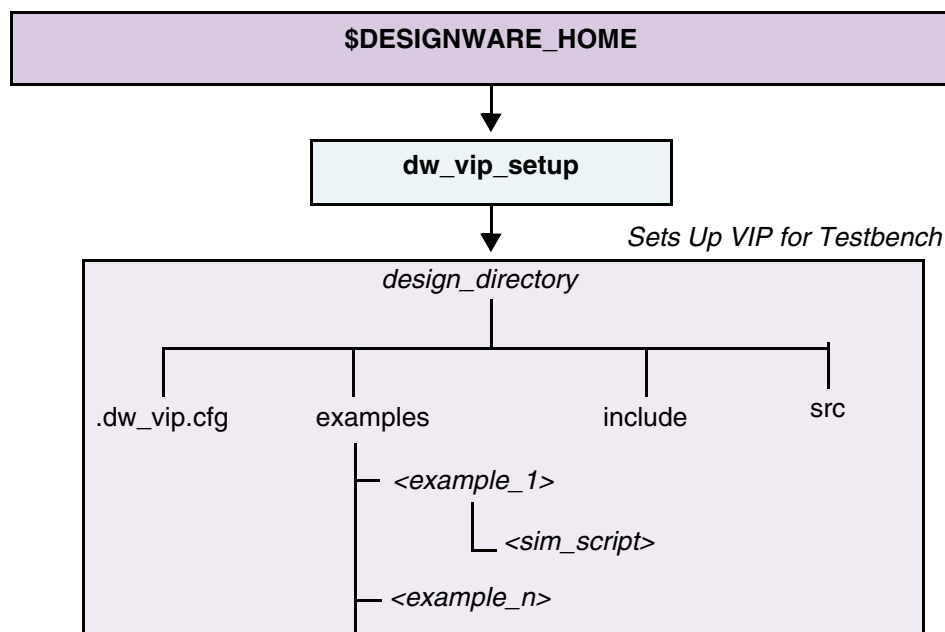 $DESIGNWARE_HOME
dw_vip_setup
Sets Up VIP for Testbench
design_directory
.dw_vip.cfg
examples
include
src
<example_1>
<sim_script>
<example_n>